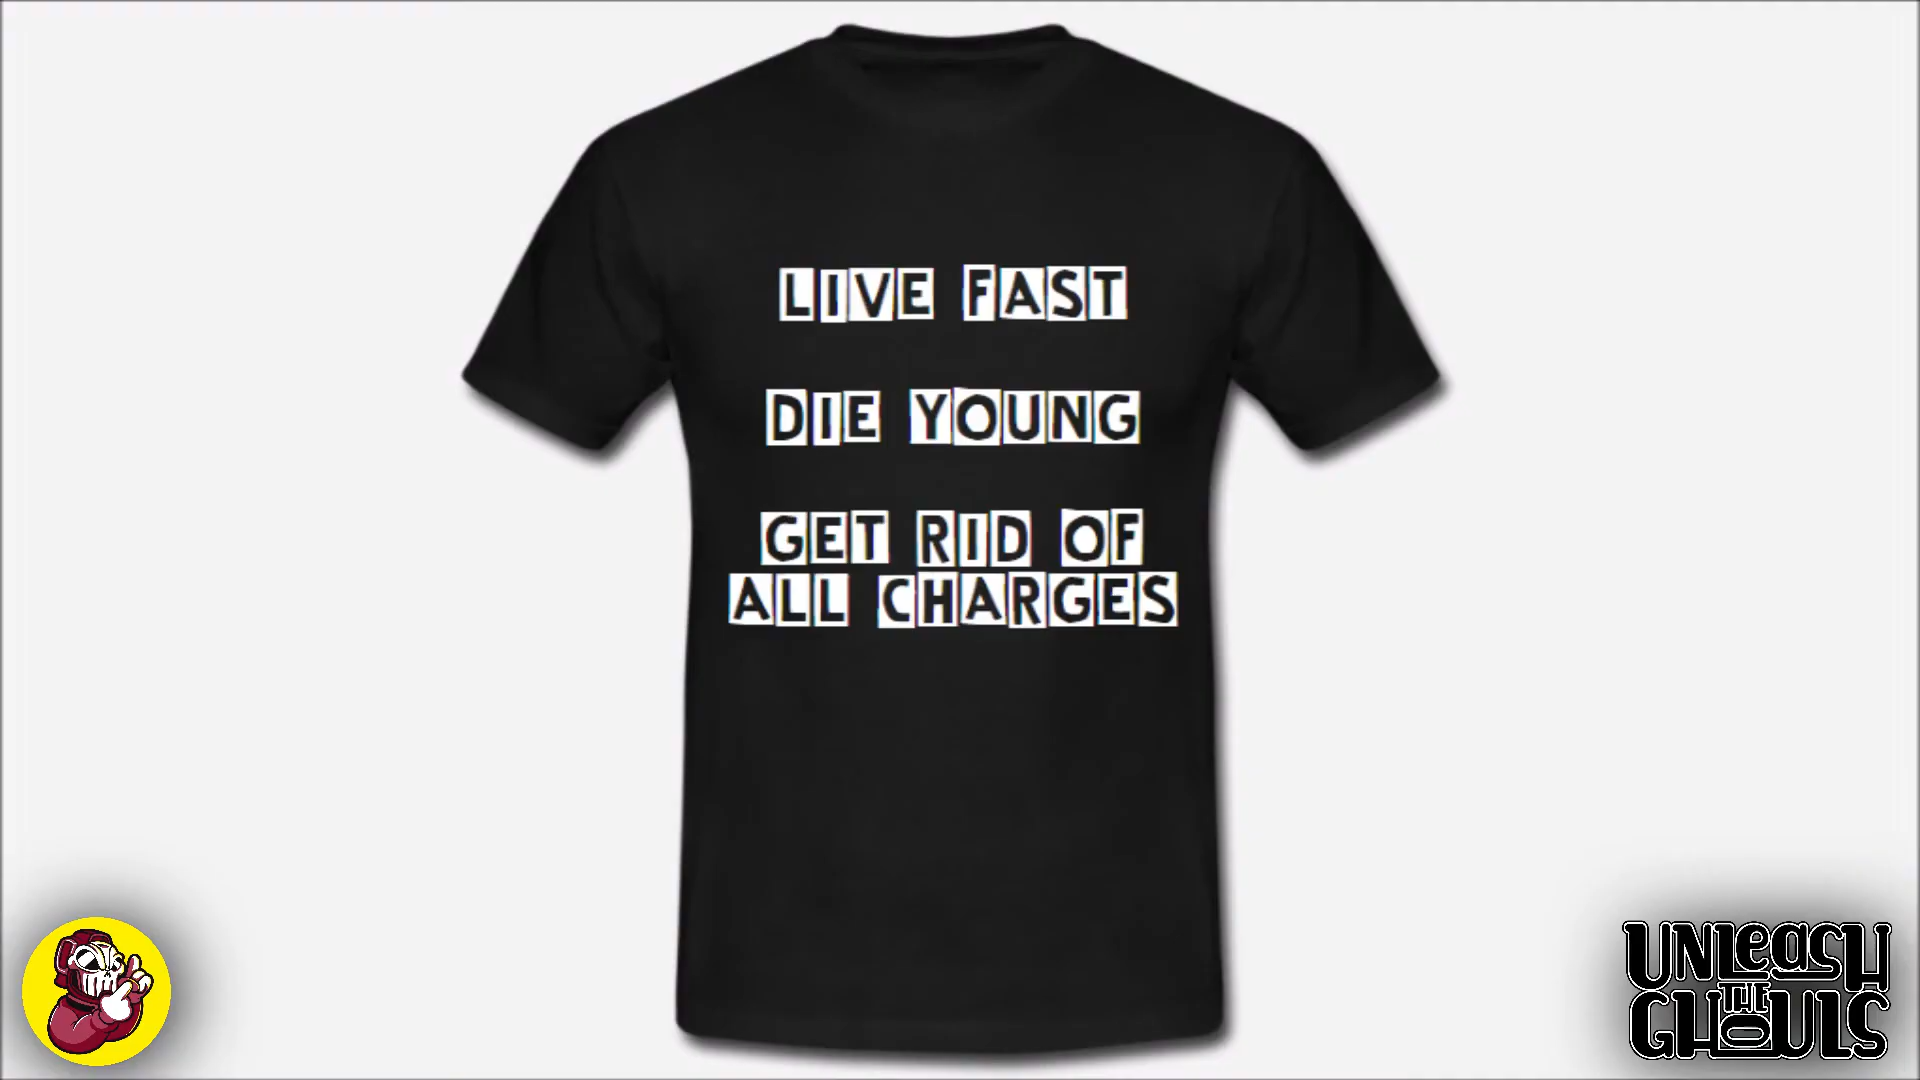 LIVE FAST
DIE YOUNG
GET RID OF
ALL CHARGES
UNLEASH
THE
GHOULS